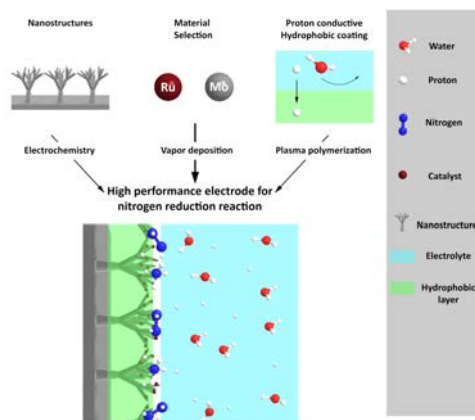 Nanostructures
Material
Selection
Proton conductive
Hydrophobic coating
Ru
Mo
Electrochemistry
Vapor deposition
Plasma polymerization
High performance electrode for
nitrogen reduction reaction
Water
Proton
Nitrogen
Catalyst
Nanostructure
Electrolyte
Hydrophobic
layer